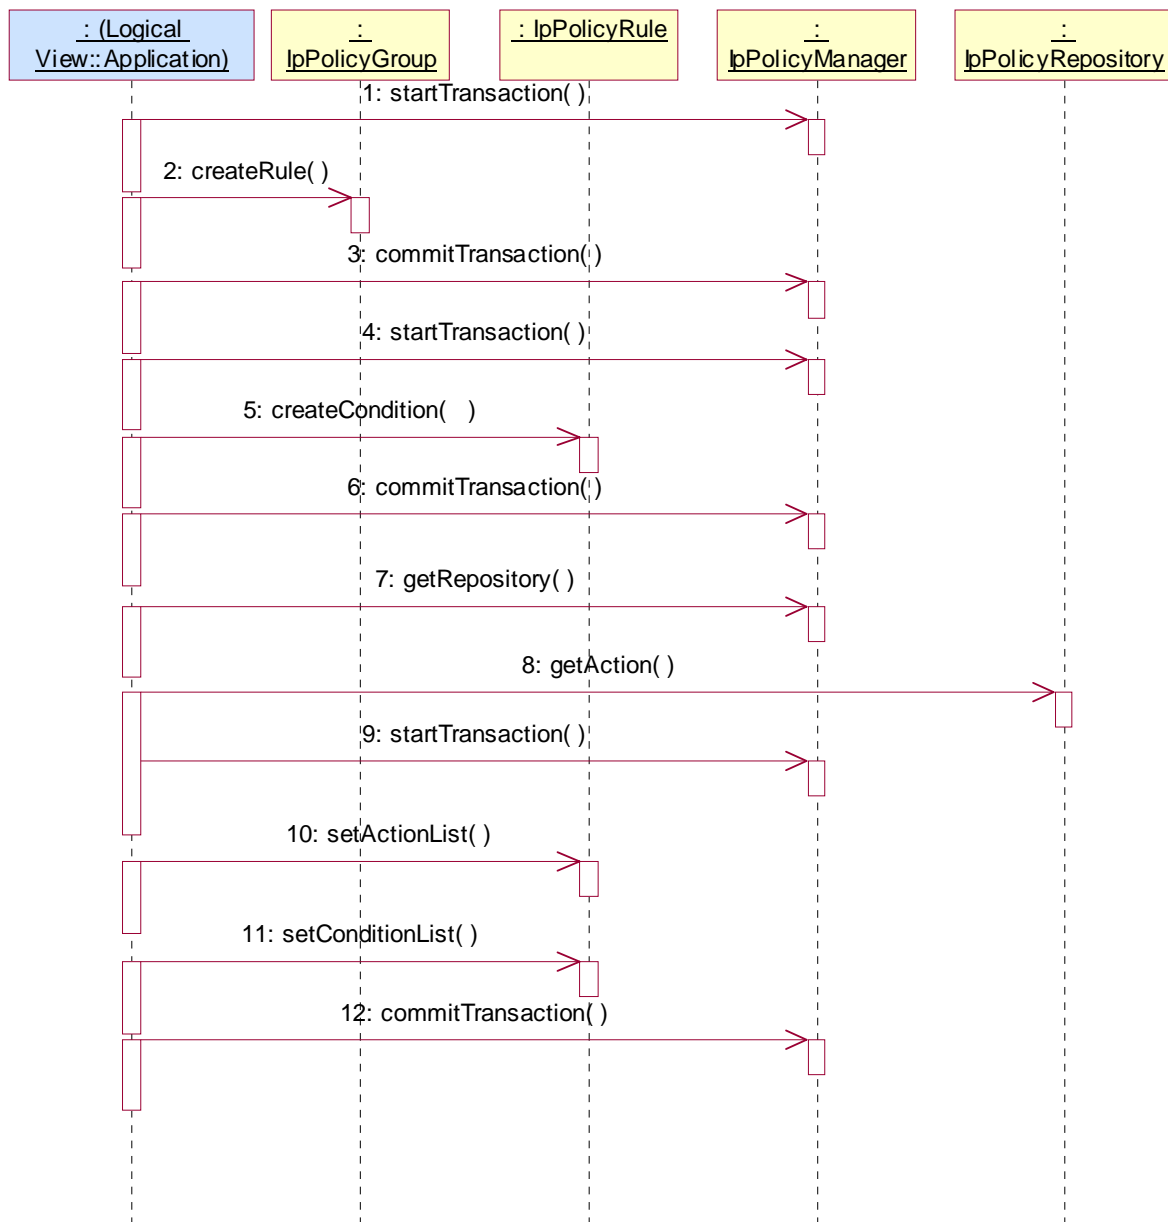 : (Logical
View::Application)
:
IpPolicyGroup
: IpPolicyRule
:
IpPolicyManager
:
IpPolicyRepository
1: startTransaction( )
2: createRule( )
3: commitTransaction( )
4: startTransaction( )
5: createCondition(   )
6: commitTransaction( )
7: getRepository( )
8: getAction( )
9: startTransaction( )
10: setActionList( )
11: setConditionList( )
12: commitTransaction( )